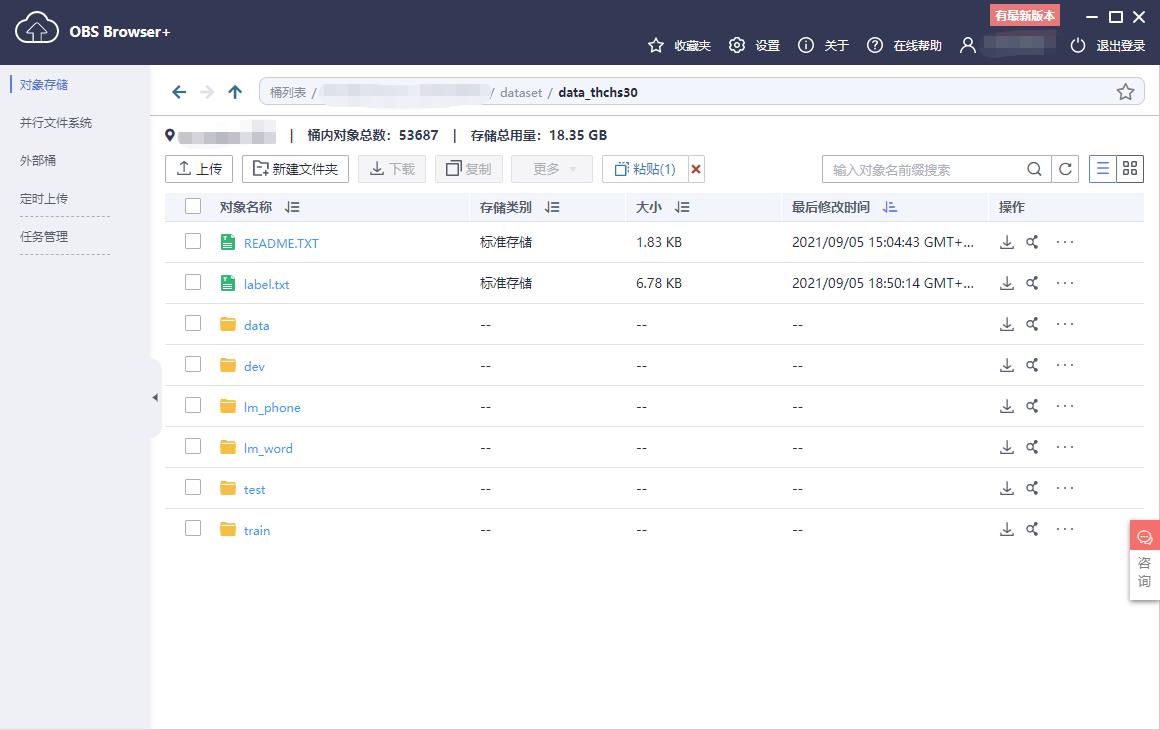 有最新版本
OBS Browser+
收藏夹 设置 关于 在线帮助 退出登录
对象存储
并行文件系统
外部桶
定时上传
任务管理
桶列表 / / dataset / data_thchs30
| 桶内对象总数：53687 | 存储总用量：18.35 GB
上传 新建文件夹 下载 复制 更多 粘贴(1) 输入对象名前缀搜索
对象名称 存储类别 大小 最后修改时间 操作
README.TXT 标准存储 1.83 KB 2021/09/05 15:04:43 GMT+...
label.txt 标准存储 6.78 KB 2021/09/05 18:50:14 GMT+...
data -- -- --
dev -- -- --
lm_phone -- -- --
lm_word -- -- --
test -- -- --
train -- -- --
咨
询